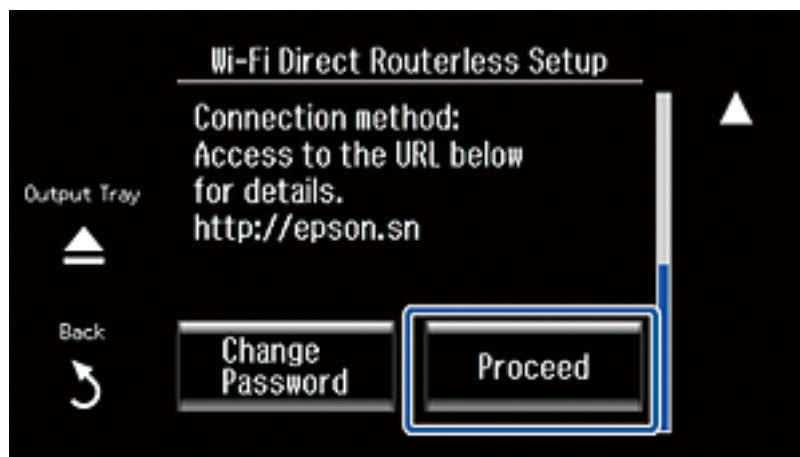 Wi-Fi Direct Routerless Setup
Connection method:
Access to the URL below
for details.
http://epson.sn
Output Tray
Back
Change
Password
Proceed